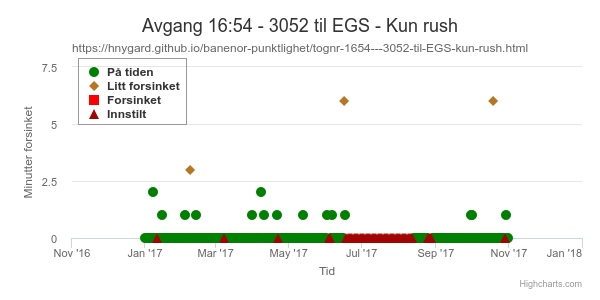 Avgang 16:54 - 3052 til EGS - Kun rush
https://hnygard.github.io/banenor-punktlighet/tognr-1654---3052-til-EGS-kun-rush.html
På tiden
Litt forsinket
Forsinket
Innstilt
Minutter forsinket
7.5
5
2.5
0
Nov '16 Jan '17 Mar '17 May '17 Jul '17 Sep '17 Nov '17 Jan '18
Tid
Highcharts.com